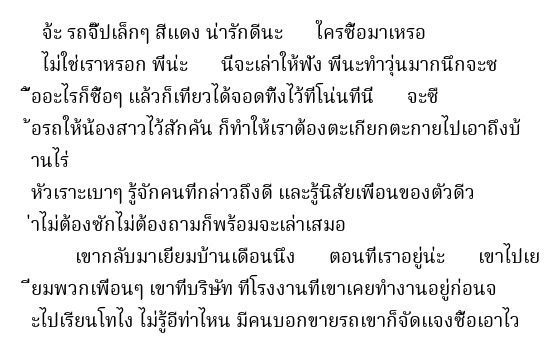 จ้ะ รถจี๊ปเล็กๆ สีแดง น่ารักดีนะ ใครซื้อมาเหรอ
ไม่ใช่เราหรอก พี่น่ะ นี่จะเล่าให้ฟัง พี่นะทำวุ่นมากนึกจะซ
ื้ออะไรก็ซื้อๆ แล้วก็เที่ยวได้จอดทิ้งไว้ที่โน่นที่นี่ จะซื
้อรถให้น้องสาวไว้สักคัน ก็ทำให้เราต้องตะเกียกตะกายไปเอาถึงบ้
านไร่
หัวเราะเบาๆ รู้จักคนที่กล่าวถึงดี และรู้นิสัยเพื่อนของตัวดีว
่าไม่ต้องซักไม่ต้องถามก็พร้อมจะเล่าเสมอ
เขากลับมาเยี่ยมบ้านเดือนนึง ตอนที่เราอยู่น่ะ เขาไปเย
ี่ยมพวกเพื่อนๆ เขาที่บริษัท ที่โรงงานที่เขาเคยทำงานอยู่ก่อนจ
ะไปเรียนโทไง ไม่รู้อีท่าไหน มีคนบอกขายรถเขาก็จัดแจงซื้อเอาไว